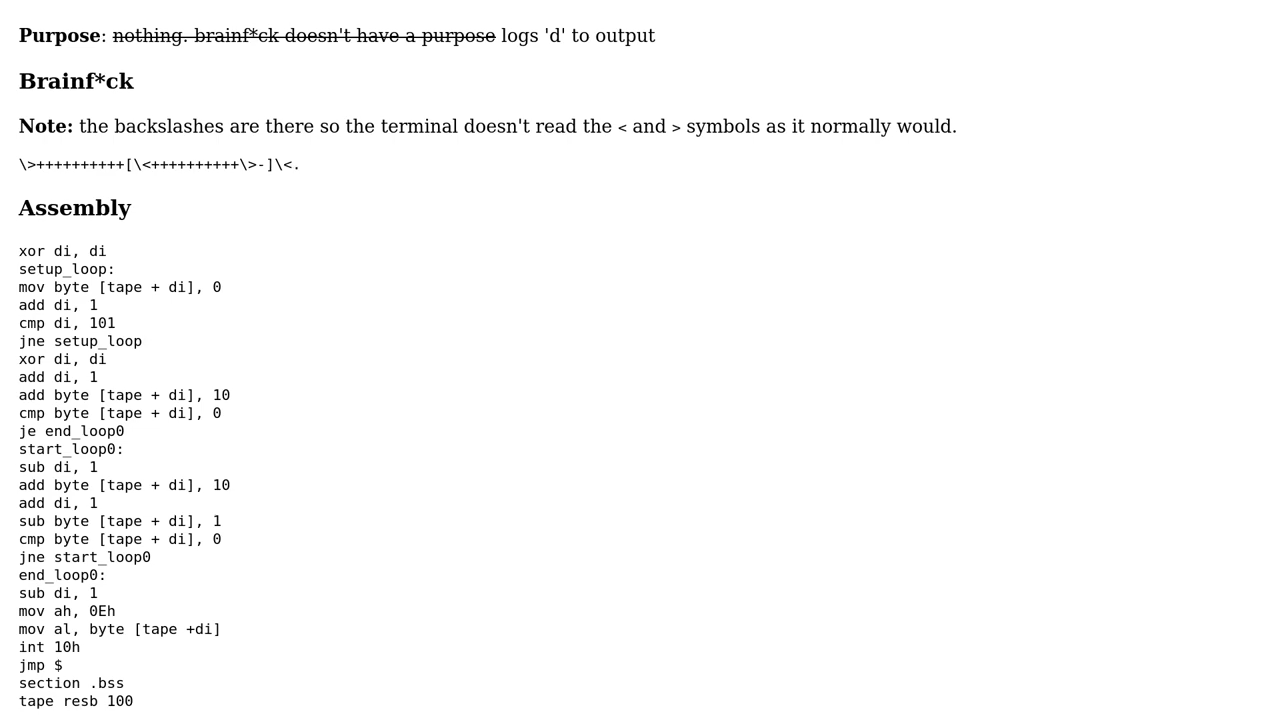 Purpose: nothing. brainf*ck doesn't have a purpose logs 'd' to output
Brainf*ck
Note: the backslashes are there so the terminal doesn't read the < and > symbols as it normally would.
\>++++++++++[\<++++++++++\>-]\<.
Assembly
xor di, di
setup_loop:
mov byte [tape + di], 0
add di, 1
cmp di, 101
jne setup_loop
xor di, di
add di, 1
add byte [tape + di], 10
cmp byte [tape + di], 0
je end_loop0
start_loop0:
sub di, 1
add byte [tape + di], 10
add di, 1
sub byte [tape + di], 1
cmp byte [tape + di], 0
jne start_loop0
end_loop0:
sub di, 1
mov ah, 0Eh
mov al, byte [tape +di]
int 10h
jmp $
section .bss
tape resb 100